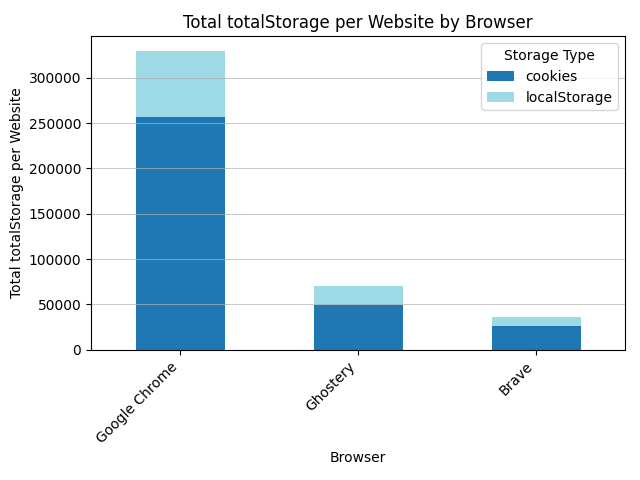 Total totalStorage per Website by Browser
Total totalStorage per Website
300000
250000
200000
150000
100000
50000
0
Storage Type
cookies
localStorage
Google Chrome
Ghostery
Brave
Browser